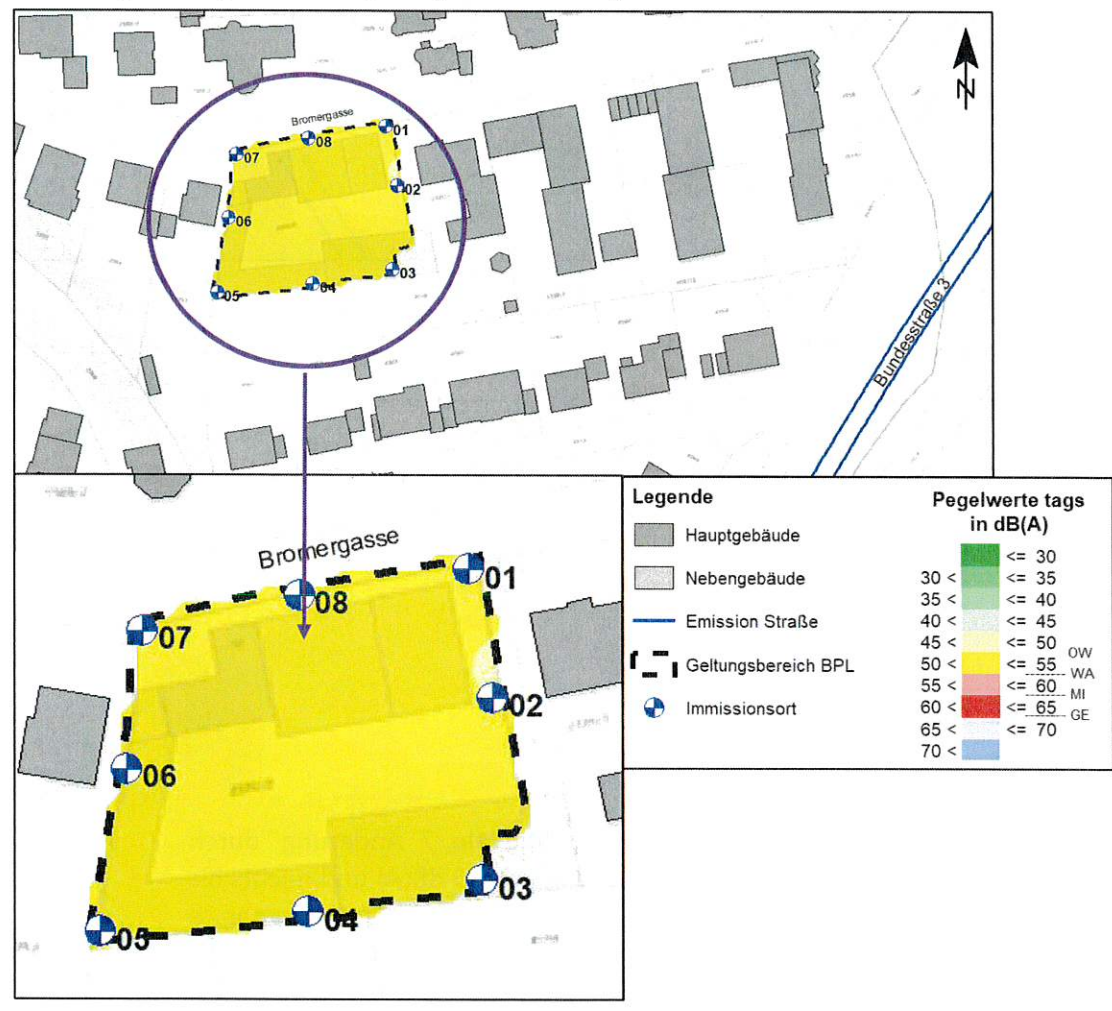 N
Bromergasse
01
08
07
02
06
03
04
05
Bundesstraße 3
Bromergasse
01
08
07
02
06
03
04
05
Legende
Hauptgebäude
Nebengebäude
Emission Straße
Geltungsbereich BPL
Immissionsort
Pegelwerte tags
in dB(A)
<= 30
30 < <= 35
35 < <= 40
40 < <= 45
45 < <= 50
OW
50 < <= 55
WA
55 < <= 60
MI
60 < <= 65
GE
65 < <= 70
70 <